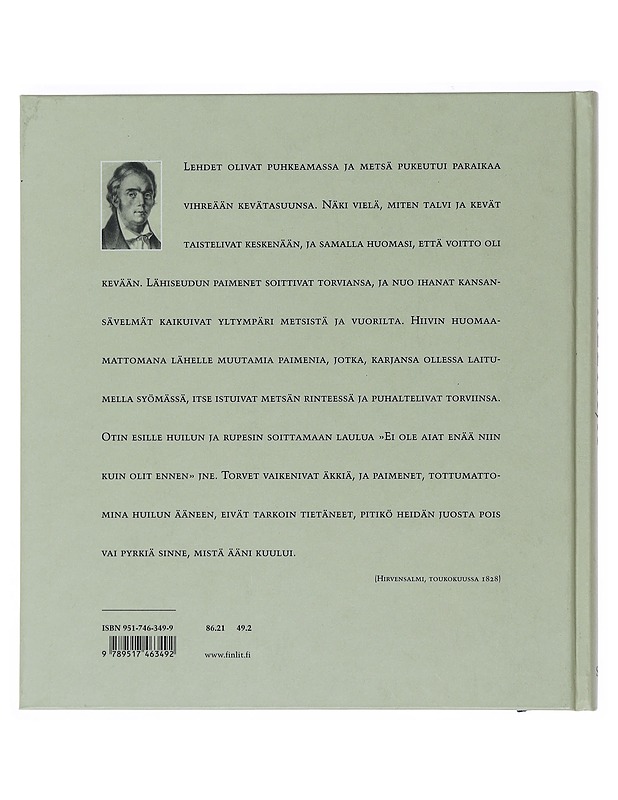 Lehdet olivat puhkeamassa ja metsä pukeutui paraikaa
vihreään kevätasuunsa. Näki vielä, miten talvi ja kevät
taistelivat keskenään, ja samalla huomasi, että voitto oli
kevään. Lähiseudun paimenet soittivat torviansa, ja nuo ihanat kansan-
sävelmät kaikuivat yltympäri metsistä ja vuorilta. Hiivin huomaa-
mattomana lähelle muutamia paimenia, jotka, karjansa ollessa laitu-
mella syömässä, itse istuivat metsän rinteessä ja puhaltelivat torviinsa.
Otin esille huilun ja rupesin soittamaan laulua »Ei ole aiat enää niin
kuin olit ennen» jne. Torvet vaikenivat äkkiä, ja paimenet, tottumatto-
mina huilun ääneen, eivät tarkoin tietäneet, pitikö heidän juosta pois
vai pyrkiä sinne, mistä ääni kuului.
(Hirvensalmi, toukokuussa 1828)
ISBN 951-746-349-9 86.21 49.2
9 789517 463492 www.finlit.fi